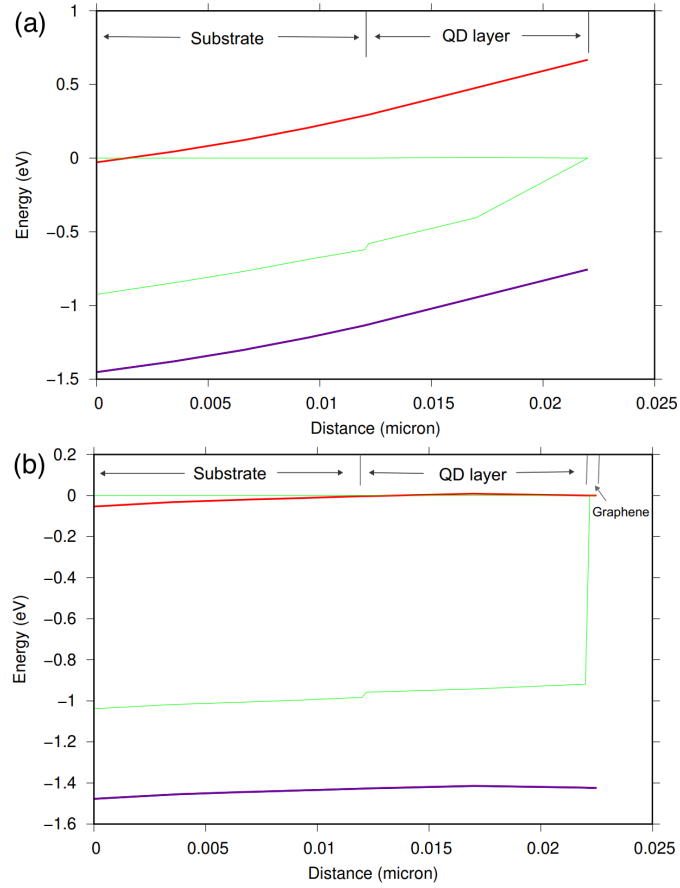 (a)
Substrate
QD layer
1
0.5
0
−0.5
−1
−1.5
Energy (eV)
0
0.005
0.01
0.015
0.02
0.025
Distance (micron)
(b)
Substrate
QD layer
Graphene
0.2
0
−0.2
−0.4
−0.6
−0.8
−1
−1.2
−1.4
−1.6
Energy (eV)
0
0.005
0.01
0.015
0.02
0.025
Distance (micron)